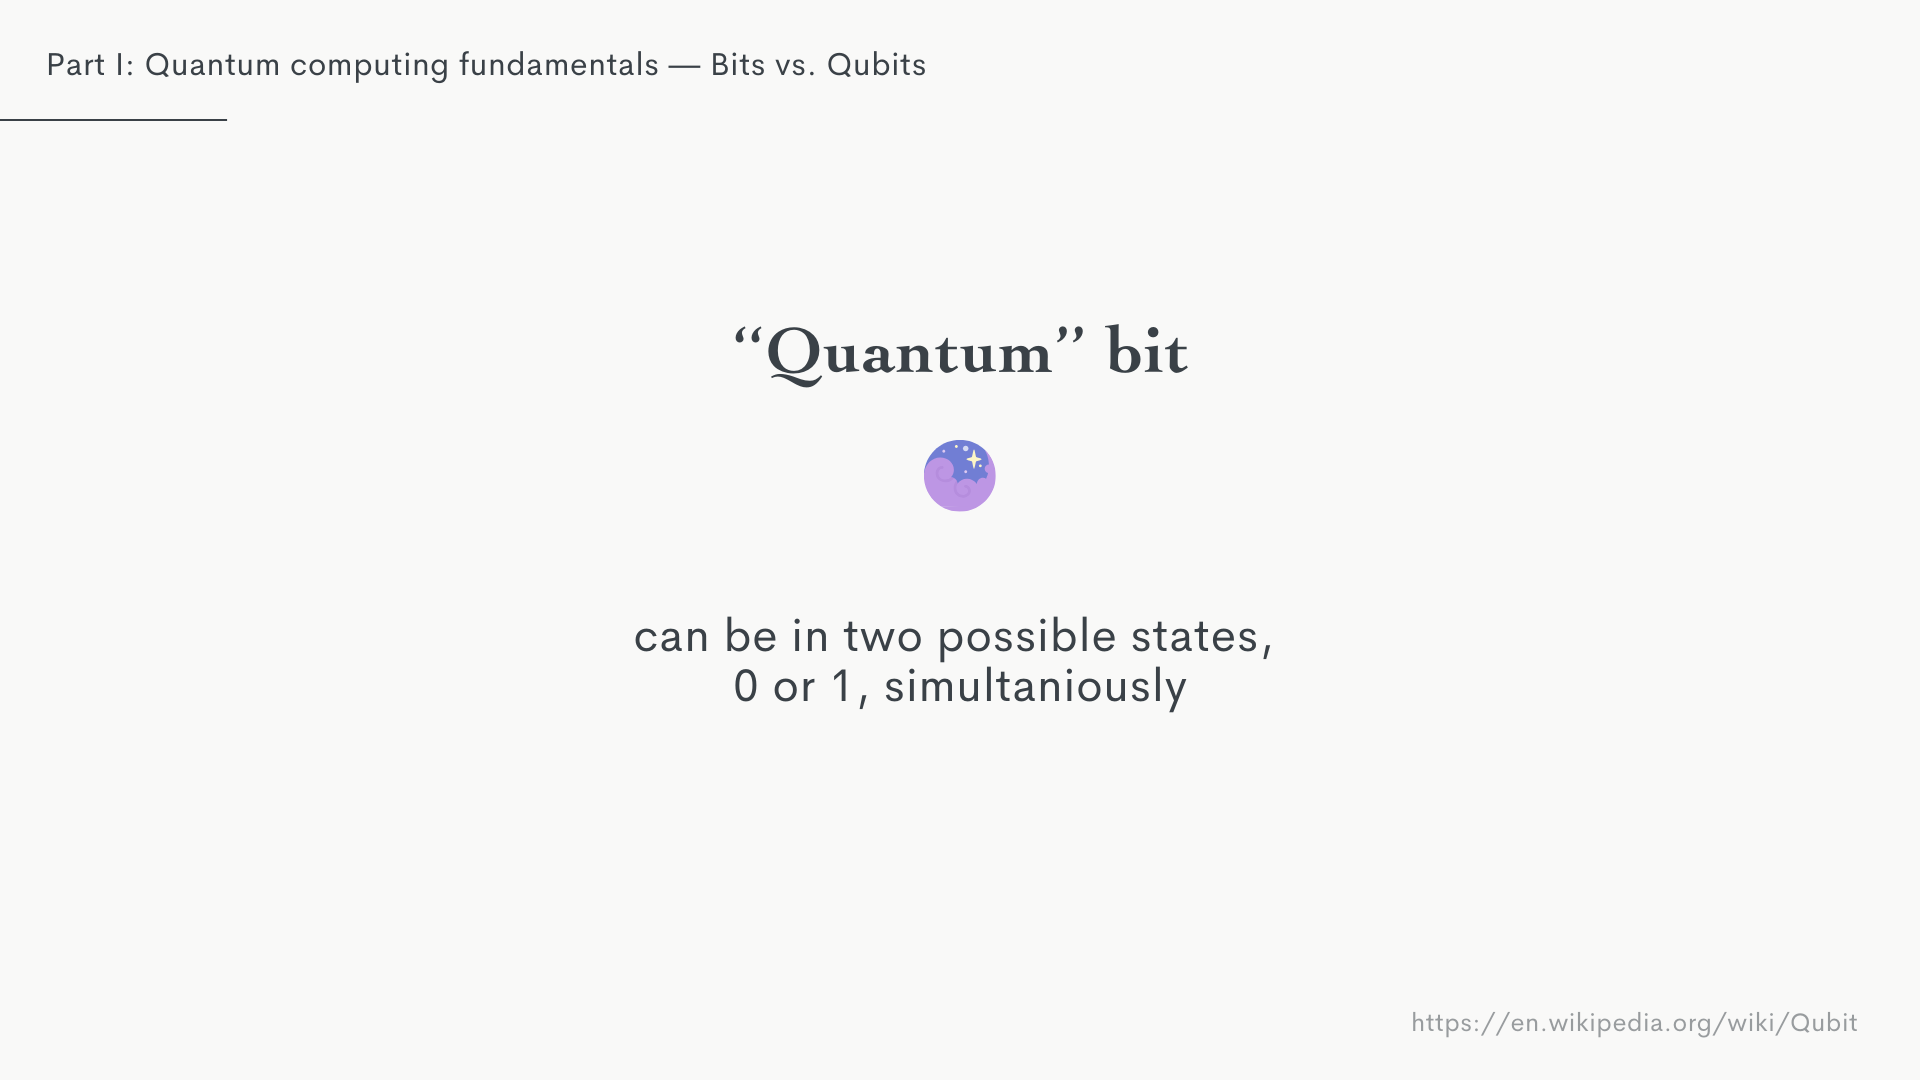 Part I: Quantum computing fundamentals — Bits vs. Qubits
“Quantum” bit
can be in two possible states,
0 or 1, simultaniously
https://en.wikipedia.org/wiki/Qubit